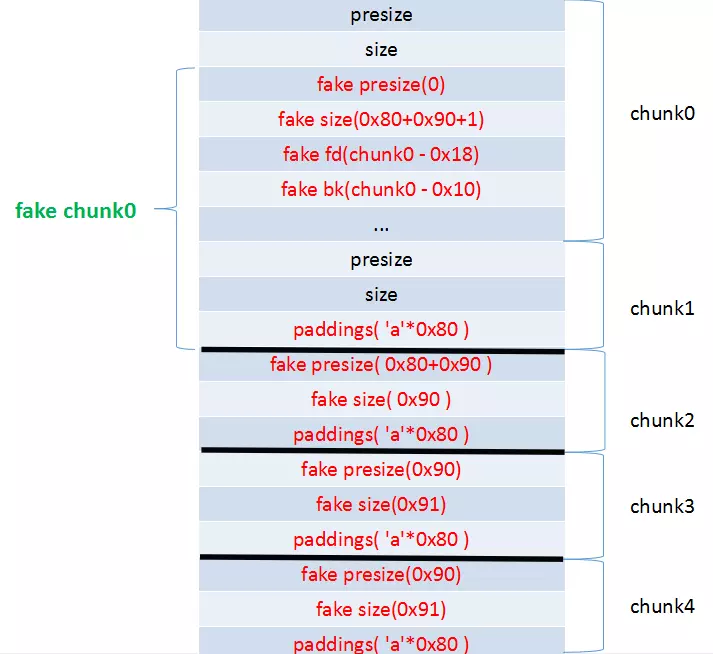 presize
size
fake presize(0)
fake size(0x80+0x90+1)
fake fd(chunk0 - 0x18)
fake bk(chunk0 - 0x10)
...
chunk0
fake chunk0
presize
size
paddings( 'a'*0x80 )
chunk1
fake presize( 0x80+0x90 )
fake size( 0x90 )
paddings( 'a'*0x80 )
chunk2
fake presize(0x90)
fake size(0x91)
paddings( 'a'*0x80 )
chunk3
fake presize(0x90)
fake size(0x91)
paddings( 'a'*0x80 )
chunk4